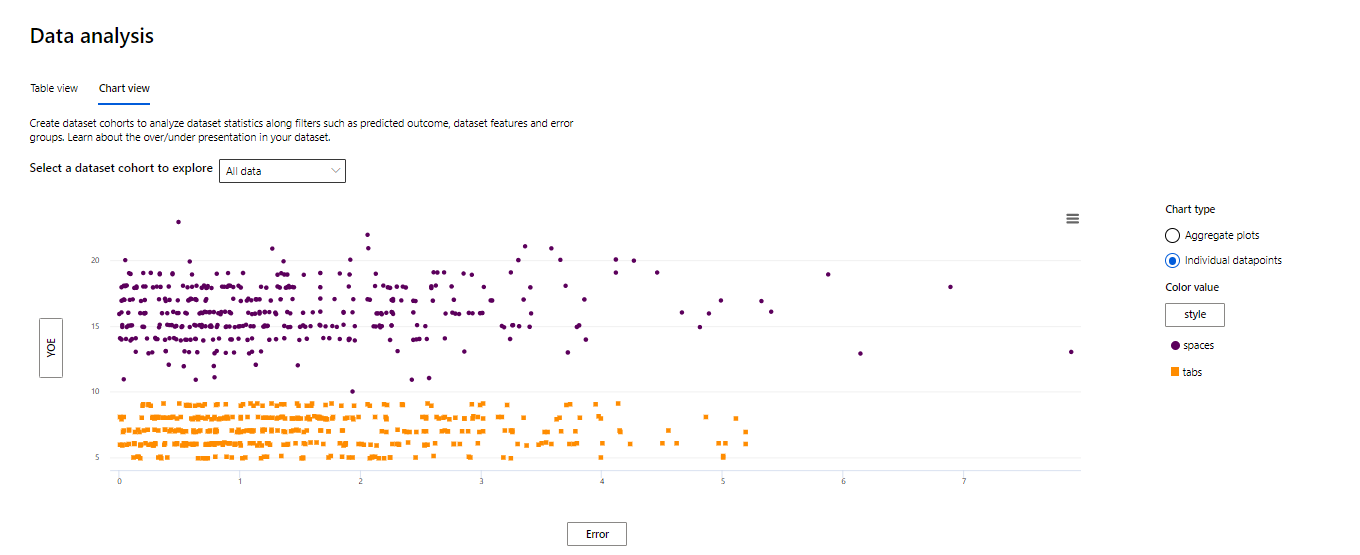 Data analysis
Table view
Chart view
Create dataset cohorts to analyze dataset statistics along filters such as predicted outcome, dataset features and error
groups. Learn about the over/under presentation in your dataset.
Select a dataset cohort to explore
All data
Chart type
Aggregate plots
Individual datapoints
Color value
style
spaces
tabs
YOE
20
15
10
5
0 1 2 3 4 5 6 7
Error